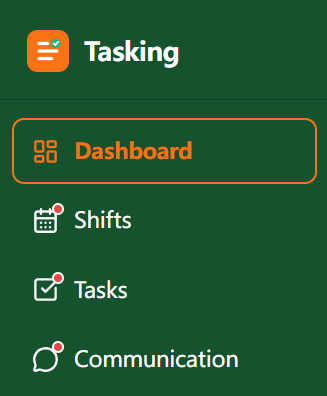 Tasking
Dashboard
Shifts
Tasks
Communication